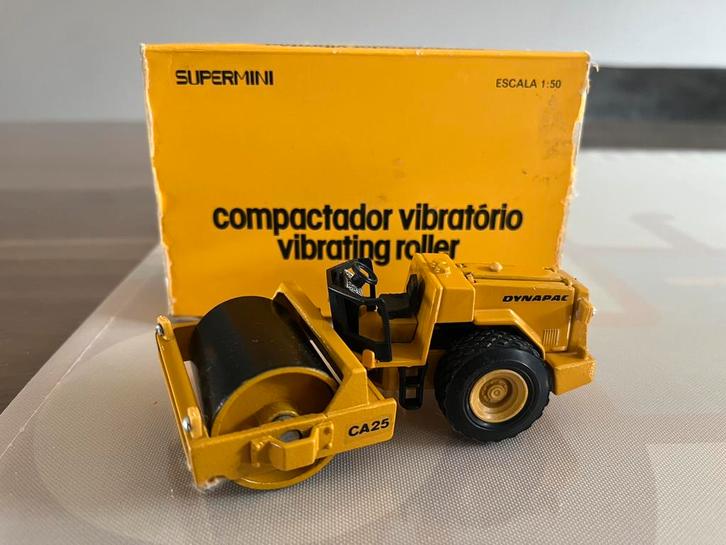 SUPERMINI
ESCALA 1:50
compactador vibratório
vibrating roller
DYNAPAC
CA25